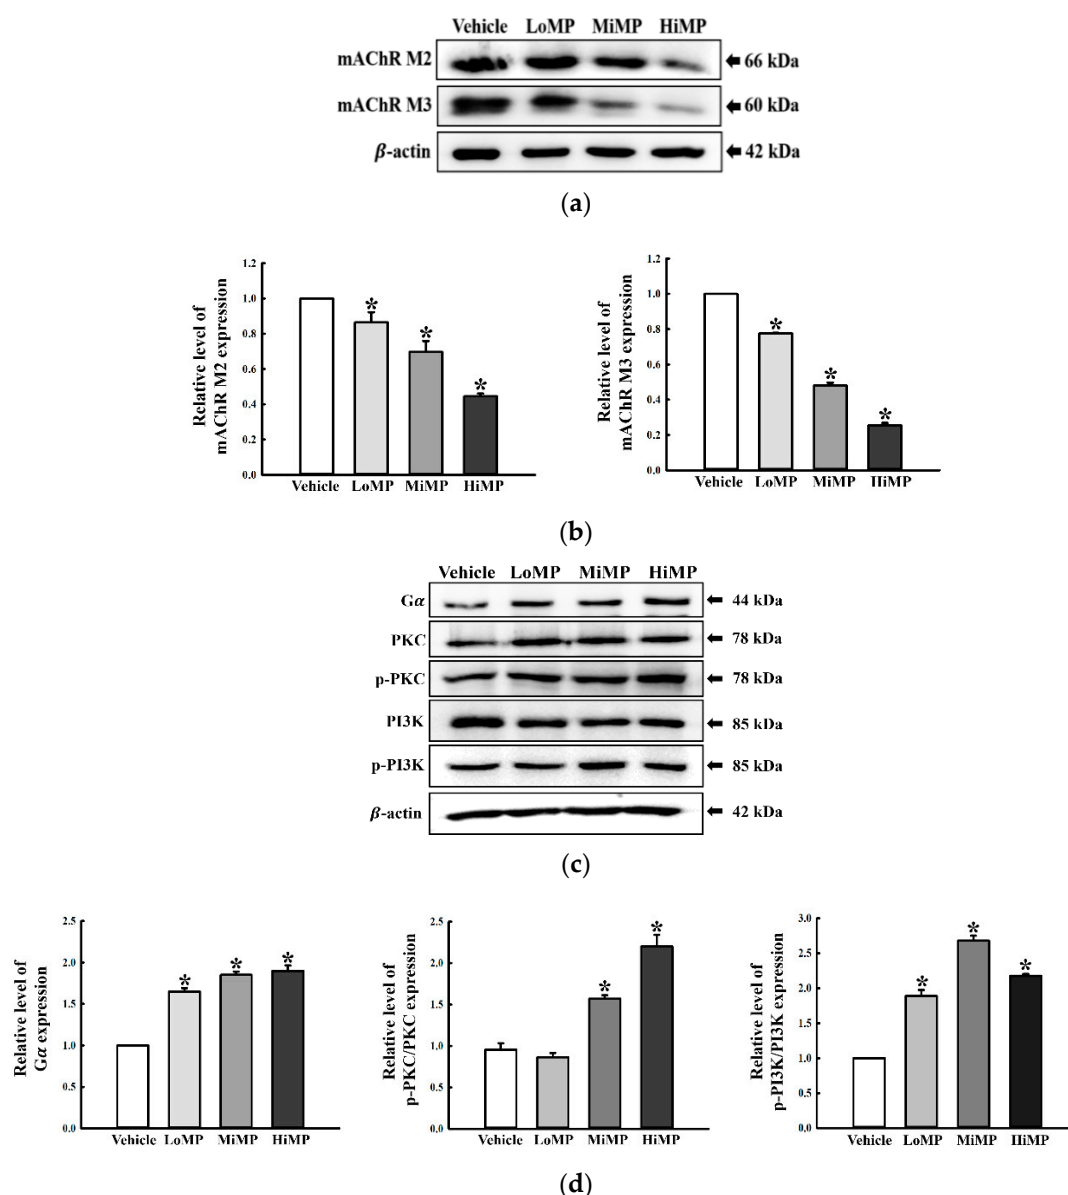 Vehicle LoMP MiMP HiMP
mAChR M2 66 kDa
mAChR M3 60 kDa
β-actin 42 kDa
(a)
Relative level of
mAChR M2 expression
1.2
1.0
0.8
0.6
0.4
0.2
0.0
* * *
Vehicle LoMP MiMP HiMP
Relative level of
mAChR M3 expression
1.2
1.0
0.8
0.6
0.4
0.2
0.0
* * *
Vehicle LoMP MiMP HiMP
(b)
Vehicle LoMP MiMP HiMP
Gα 44 kDa
PKC 78 kDa
p-PKC 78 kDa
PI3K 85 kDa
p-PI3K 85 kDa
β-actin 42 kDa
(c)
Relative level of
Gα expression
2.5
2.0
1.5
1.0
0.5
0.0
* * *
Vehicle LoMP MiMP HiMP
Relative level of
p-PKC/PKC expression
2.5
2.0
1.5
1.0
0.5
0.0
* *
Vehicle LoMP MiMP HiMP
Relative level of
p-PI3K/PI3K expression
3.0
2.5
2.0
1.5
1.0
0.5
0.0
* * *
Vehicle LoMP MiMP HiMP
(d)